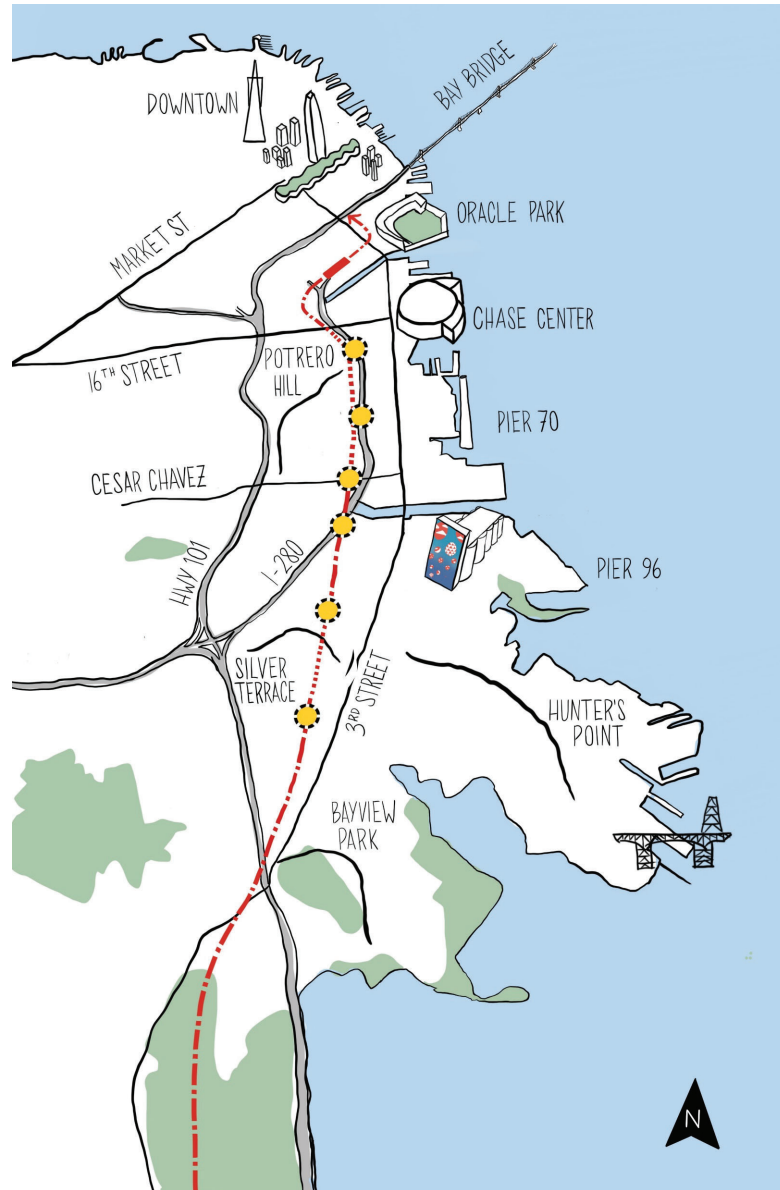 BAY BRIDGE
DOWNTOWN
ORACLE PARK
MARKET ST
CHASE CENTER
16TH STREET
POTRERO
HILL
PIER 70
CESAR CHAVEZ
HWY 101
I-280
PIER 96
SILVER
TERRACE
3RD STREET
HUNTER'S
POINT
BAYVIEW
PARK
N